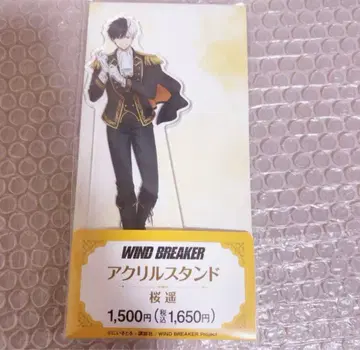 WIND BREAKER
アクリルスタンド
桜 遥
1,500円(税込1,650円)
©にいさとる・講談社/WIND BREAKER Project